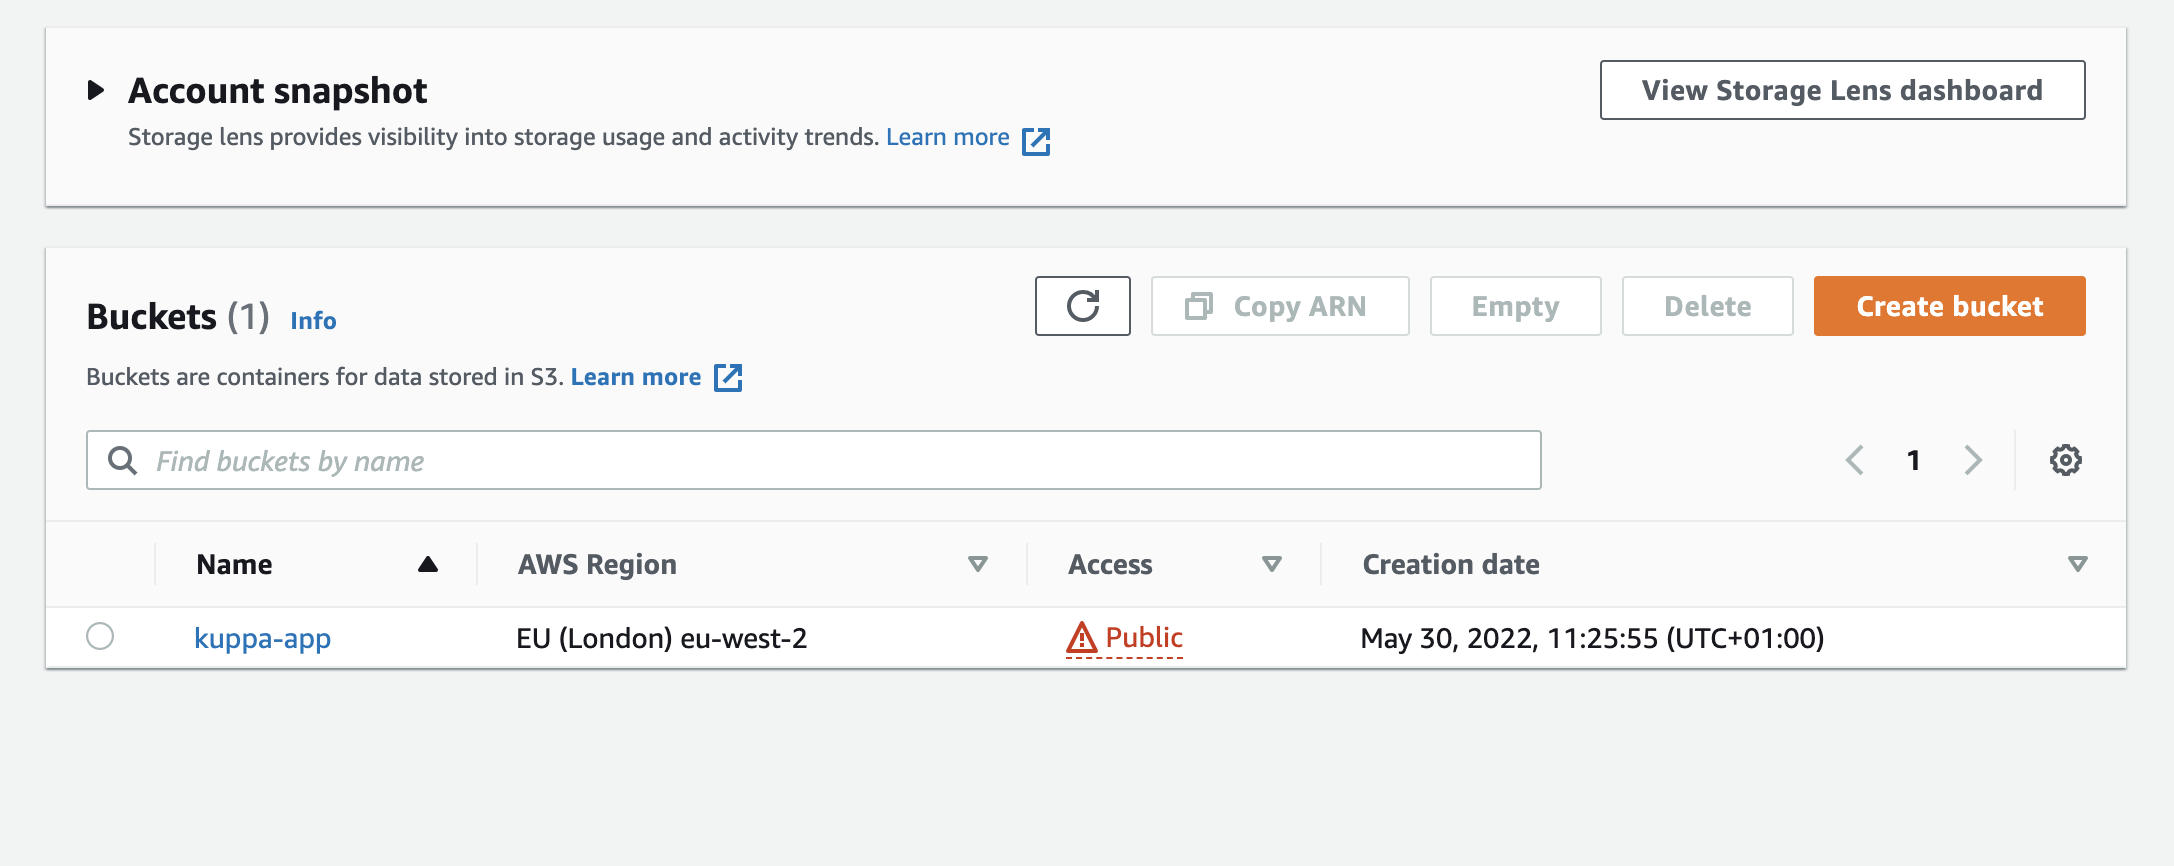 Account snapshot
View Storage Lens dashboard
Storage lens provides visibility into storage usage and activity trends. Learn more
Buckets (1) Info
Copy ARN
Empty
Delete
Create bucket
Buckets are containers for data stored in S3. Learn more
Find buckets by name
1
Name AWS Region Access Creation date
kuppa-app EU (London) eu-west-2 Public May 30, 2022, 11:25:55 (UTC+01:00)